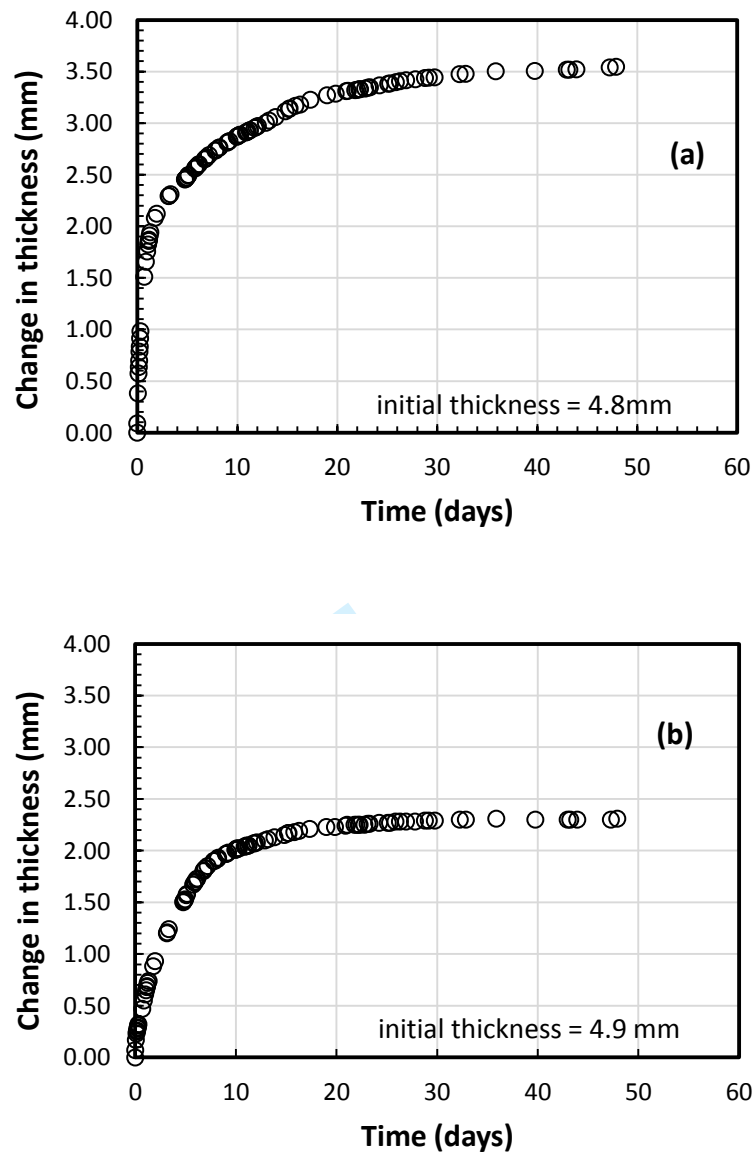 4.00
3.50
3.00
2.50
2.00
1.50
1.00
0.50
0.00
Change in thickness (mm)
(a)
initial thickness = 4.8mm
0 10 20 30 40 50 60
Time (days)
4.00
3.50
3.00
2.50
2.00
1.50
1.00
0.50
0.00
Change in thickness (mm)
(b)
initial thickness = 4.9 mm
0 10 20 30 40 50 60
Time (days)